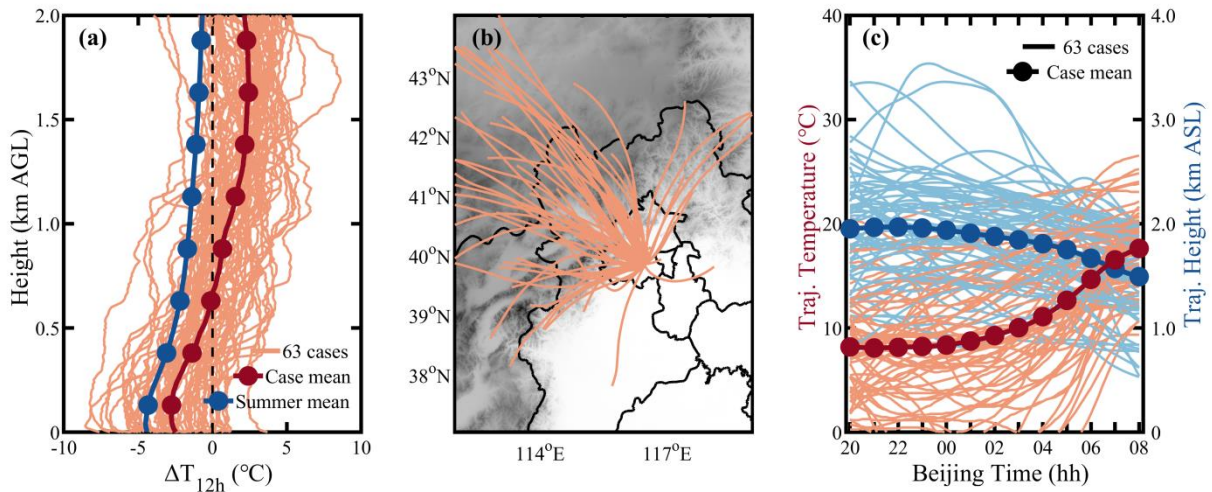 (a)
2.0
1.5
1.0
0.5
0
Height (km AGL)
63 cases
Case mean
Summer mean
-10
-5
0
5
10
ΔT12h (℃)
(b)
43°N
42°N
41°N
40°N
39°N
38°N
114°E
117°E
(c)
63 cases
Case mean
40
30
20
10
0
Traj. Temperature (℃)
4.0
3.0
2.0
1.0
0
Traj. Height (km ASL)
20
22
00
02
04
06
08
Beijing Time (hh)